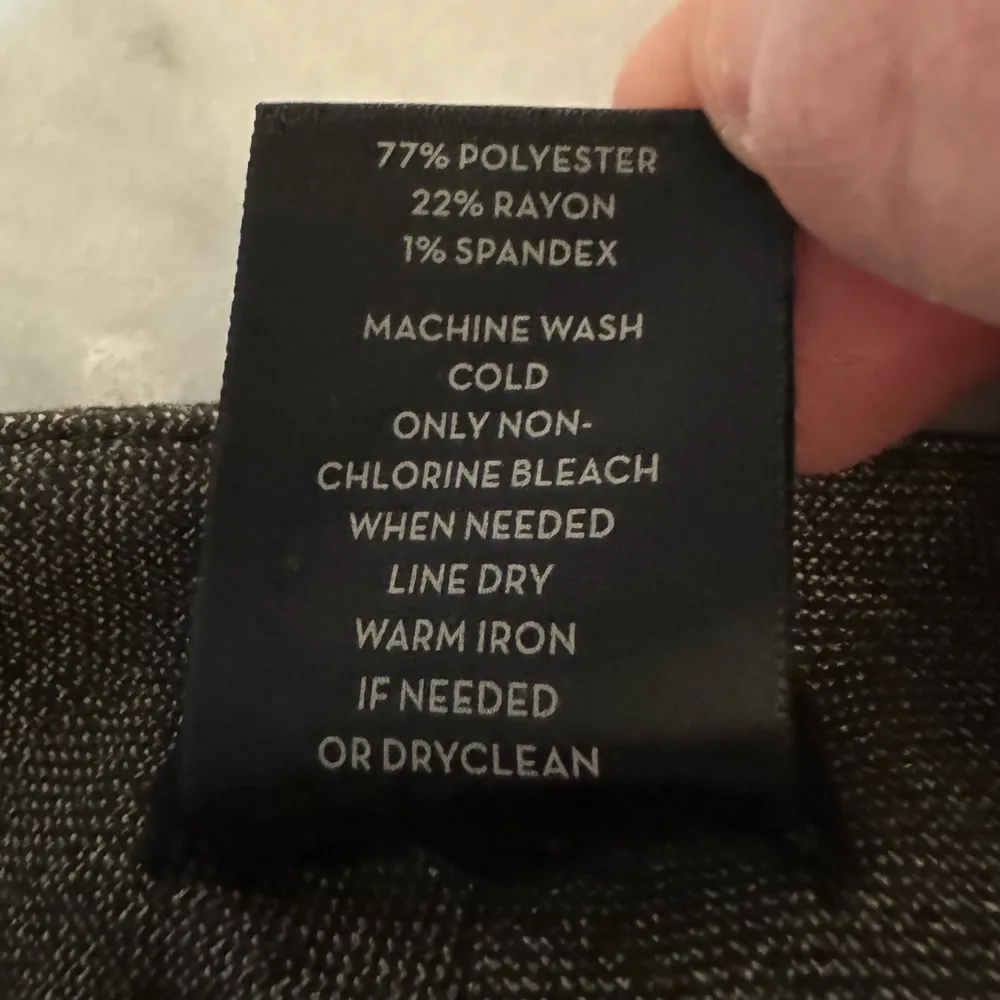 77% POLYESTER
22% RAYON
1% SPANDEX
MACHINE WASH
COLD
ONLY NON-
CHLORINE BLEACH
WHEN NEEDED
LINE DRY
WARM IRON
IF NEEDED
OR DRYCLEAN